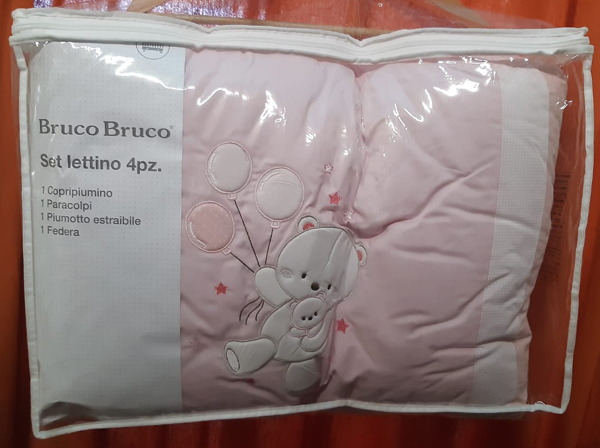 Bruco Bruco®
Set lettino 4pz.
1 Copripiumino
1 Paracolpi
1 Piumotto estraibile
1 Federa